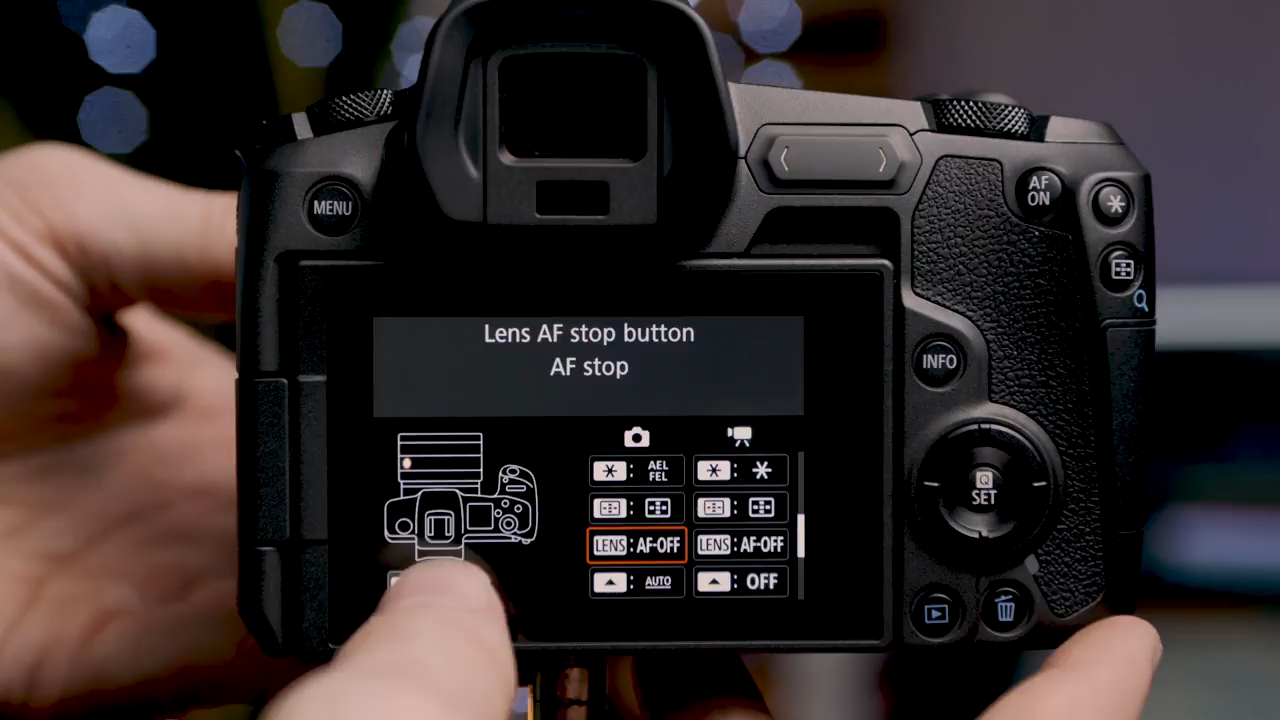 MENU
AF
ON
Lens AF stop button
AF stop
INFO
AEL
FEL
LENS : AF-OFF
LENS : AF-OFF
AUTO
OFF
Q
SET